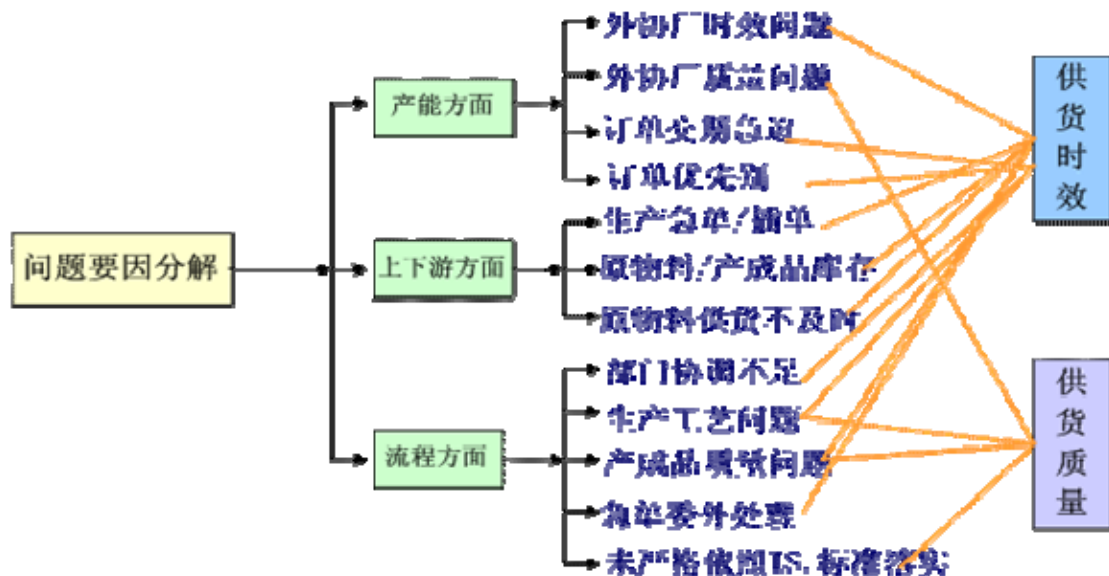 外协厂时效问题
外协厂质量问题
产能方面
订单交期急迫
订单优先别
生产急单/插单
问题要因分解
上下游方面
原物料/产成品库存
原物料供货不及时
部门协调不足
生产工艺问题
流程方面
产成品质量问题
急单委外处理
未严格依照TS.标准落实
供货时效
供货质量